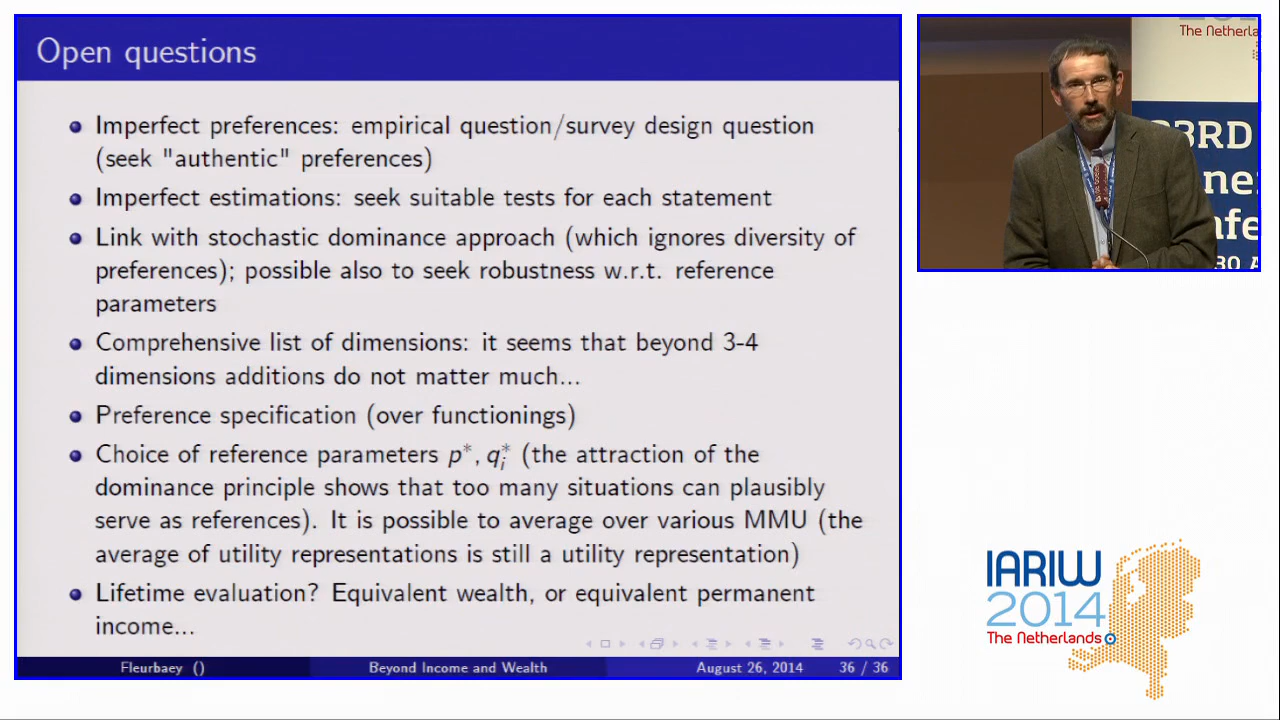 Open questions
Imperfect preferences: empirical question/survey design question
(seek "authentic" preferences)
Imperfect estimations: seek suitable tests for each statement
Link with stochastic dominance approach (which ignores diversity of
preferences); possible also to seek robustness w.r.t. reference
parameters
Comprehensive list of dimensions: it seems that beyond 3-4
dimensions additions do not matter much...
Preference specification (over functionings)
Choice of reference parameters p*, q*ᵢ (the attraction of the
dominance principle shows that too many situations can plausibly
serve as references). It is possible to average over various MMU (the
average of utility representations is still a utility representation)
Lifetime evaluation? Equivalent wealth, or equivalent permanent
income...
Fleurbaey () Beyond Income and Wealth August 26, 2014 36 / 36
The Netherla
33RD
ne
nfe
30 A
IARIW
2014
The Netherlands